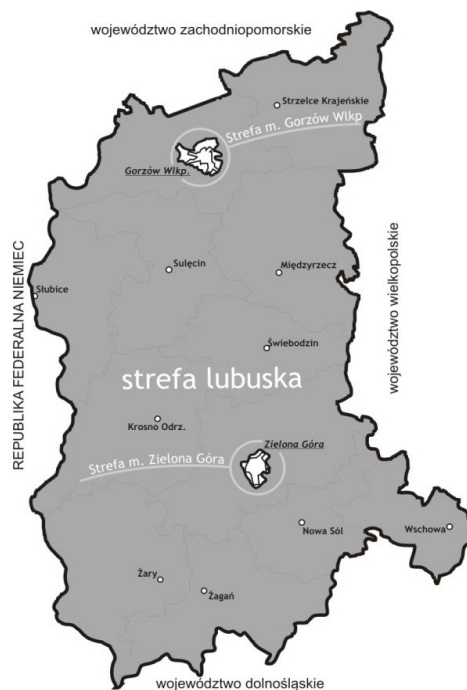 województwo zachodniopomorskie
Strzelce Krajeńskie
Strefa m. Gorzów Wlkp
Gorzów Wlkp.
Sulęcin
Międzyrzecz
Słubice
REPUBLIKA FEDERALNA NIEMIEC
województwo wielkopolskie
Świebodzin
strefa lubuska
Krosno Odrz.
Zielona Góra
Strefa m. Zielona Góra
Nowa Sól
Wschowa
Żary
Żagań
województwo dolnośląskie